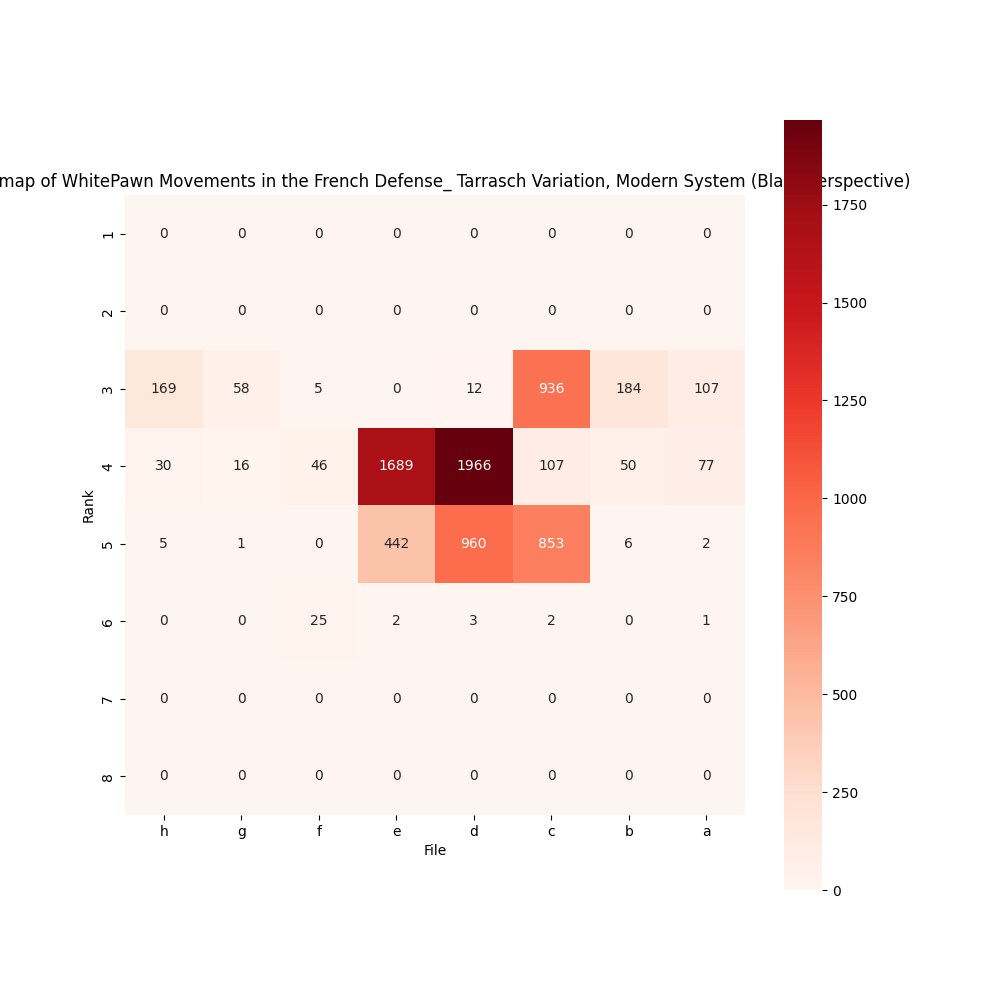 map of WhitePawn Movements in the French Defense_ Tarrasch Variation, Modern System (Bla erspective)
1 0 0 0 0 0 0 0 0
2 0 0 0 0 0 0 0 0
3 169 58 5 0 12 936 184 107
4 30 16 46 1689 1966 107 50 77
5 5 1 0 442 960 853 6 2
6 0 0 25 2 3 2 0 1
7 0 0 0 0 0 0 0 0
8 0 0 0 0 0 0 0 0
h g f e d c b a
File
Rank
1750
1500
1250
1000
750
500
250
0